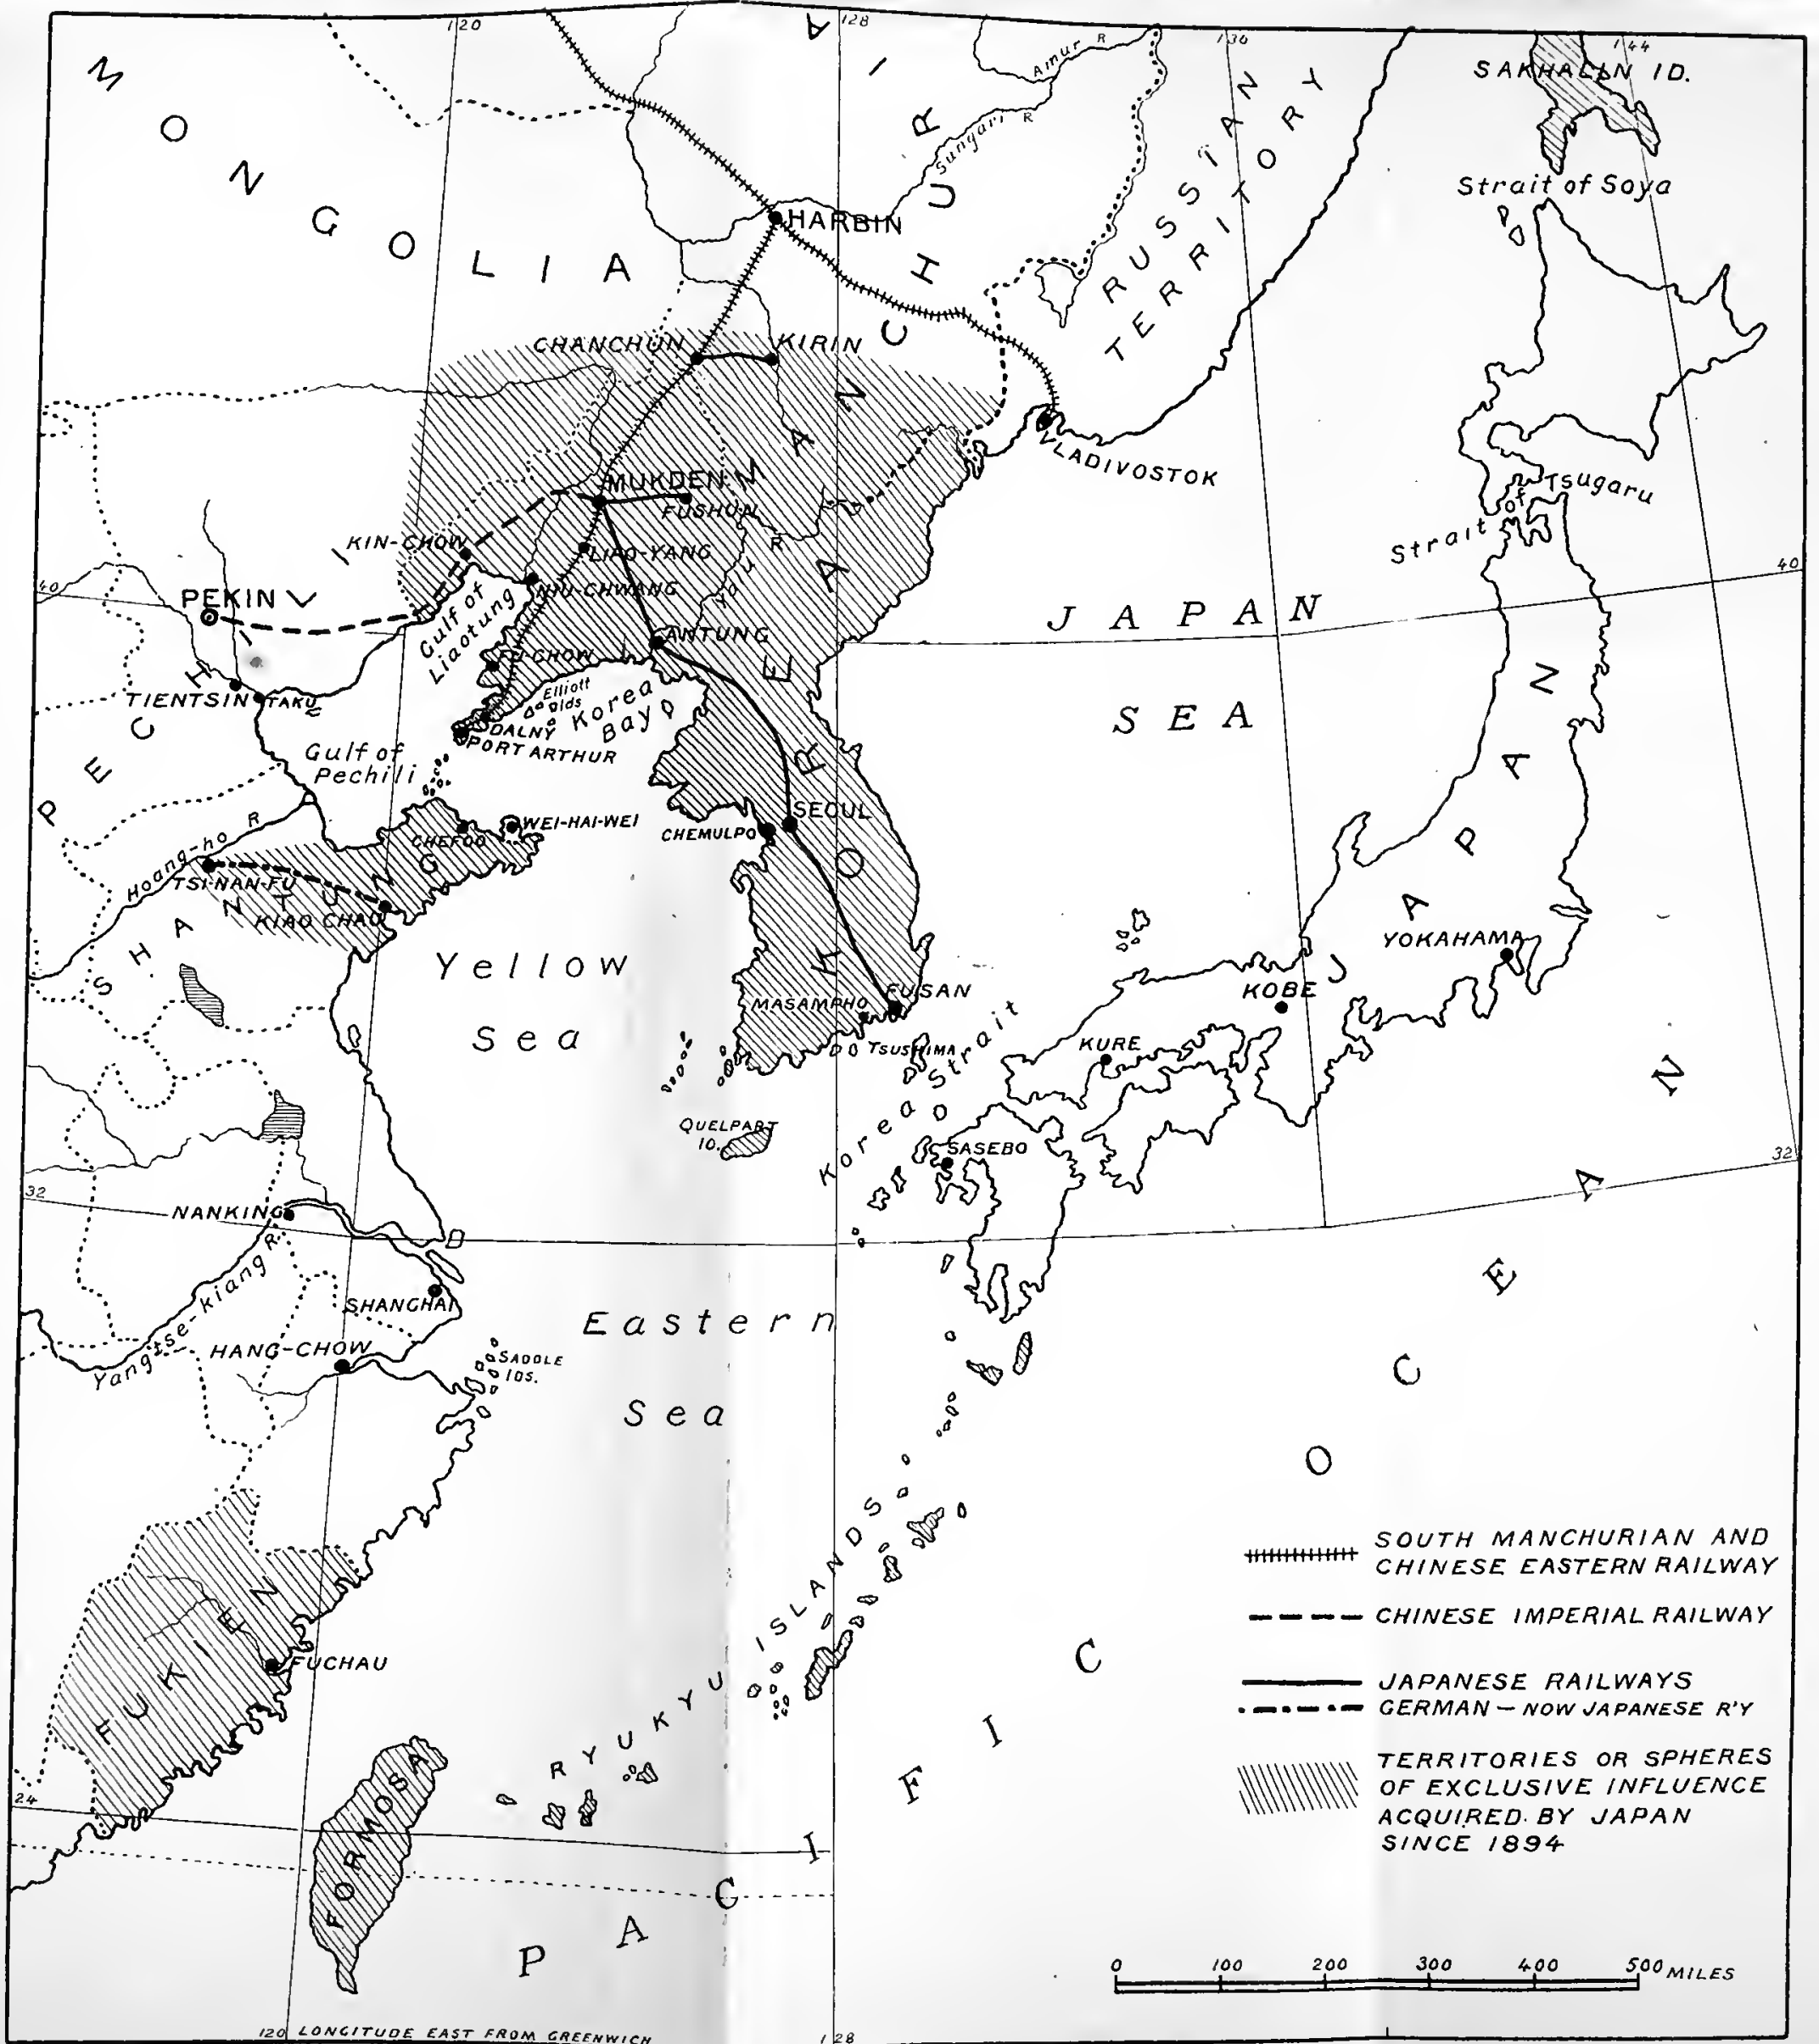 120
128
136
144
MONGOLIA
MANCHURIA
Amur R
Sungari R
RUSSIAN
TERRITORY
SAKHALIN ID.
Strait of Soya
HARBIN
CHANCHUN
KIRIN
VLADIVOSTOK
Strait of Tsugaru
MUKDEN
FUSHUN
KIN-CHOW
LIAO-YANG
NIU-CHWANG
YALU R
40
40
PEKIN
Gulf of
Liaotung
ANTUNG
FU-CHOW
JAPAN
SEA
TIENTSIN
TAKU
Elliott
Ids
Korea
Bay
DALNY
PORT ARTHUR
Gulf of
Pechili
PECHILI
KOREA
JAPAN
SEOUL
CHEMULPO
WEI-HAI-WEI
CHEFOO
Hoang-ho R
TSI-NAN-FU
KIAO CHAU
SHANTUNG
Yellow
Sea
YOKAHAMA
KOBE
FUSAN
MASAMPHO
TSUSHIMA
KURE
Korea Strait
QUELPART
ID.
SASEBO
32
32
NANKING
Yangtse-kiang R.
SHANGHAI
HANG-CHOW
SADDLE
IDS.
Eastern
Sea
RYUKYU ISLANDS
FUKIEN
FUCHAU
FORMOSA
24
PACIFIC OCEAN
SOUTH MANCHURIAN AND
CHINESE EASTERN RAILWAY
CHINESE IMPERIAL RAILWAY
JAPANESE RAILWAYS
GERMAN — NOW JAPANESE R'Y
TERRITORIES OR SPHERES
OF EXCLUSIVE INFLUENCE
ACQUIRED BY JAPAN
SINCE 1894
0 100 200 300 400 500 MILES
120 LONGITUDE EAST FROM GREENWICH
128